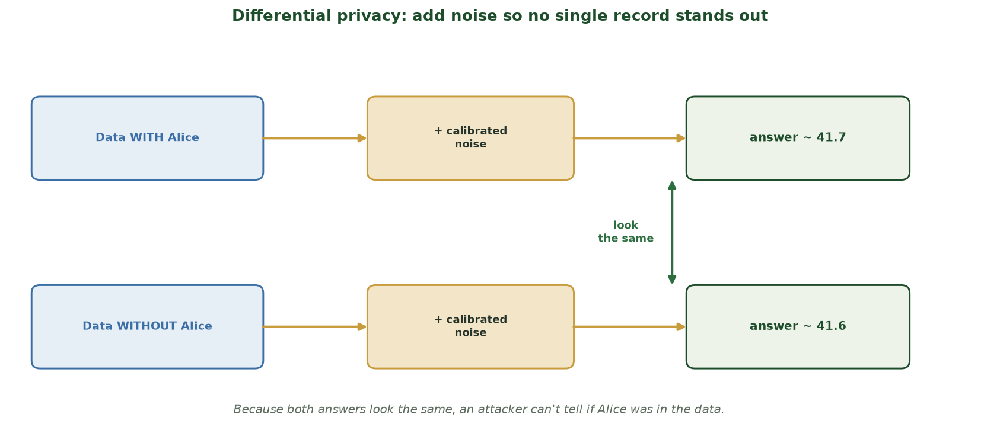 Differential privacy: add noise so no single record stands out
Data WITH Alice
+ calibrated
noise
answer ~ 41.7
look
the same
Data WITHOUT Alice
+ calibrated
noise
answer ~ 41.6
Because both answers look the same, an attacker can't tell if Alice was in the data.